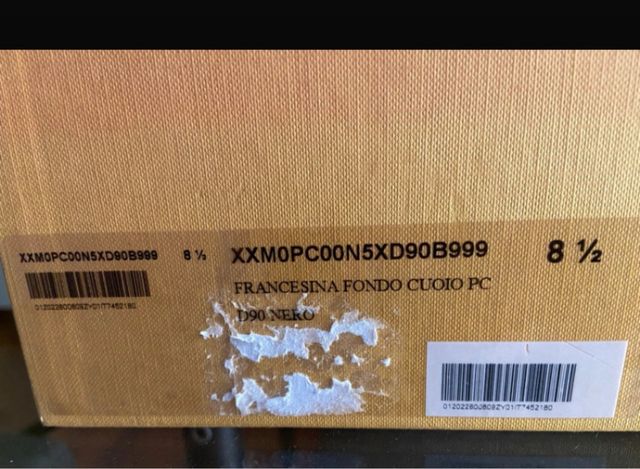 XXM0PC00N5XD90B999 8 ½
XXM0PC00N5XD90B999 8 ½
FRANCESINA FONDO CUOIO PC
D90 NERO